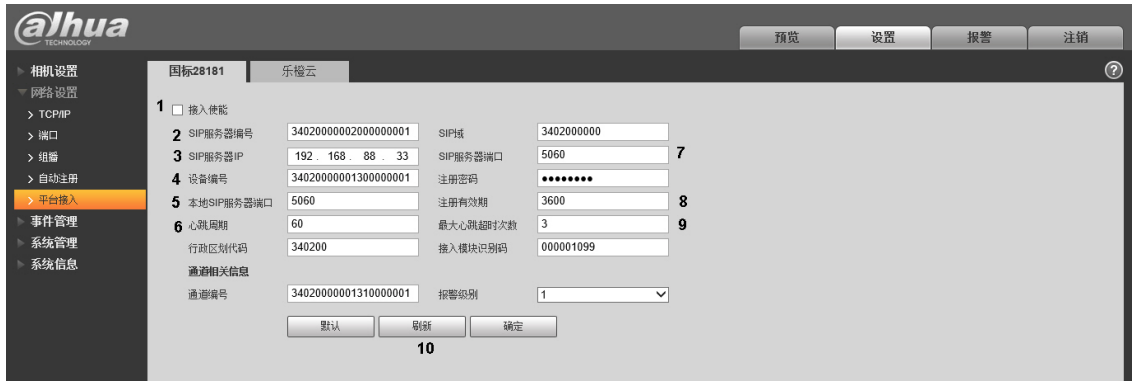 alhua
TECHNOLOGY
预览 设置 报警 注销
相机设置
网络设置
TCP/IP
端口
组播
自动注册
平台接入
事件管理
系统管理
系统信息
国标28181 乐橙云 ?
1 接入使能
2 SIP服务器编号 34020000002000000001 SIP域 3402000000
3 SIP服务器IP 192 . 168 . 88 . 33 SIP服务器端口 5060 7
4 设备编号 34020000001300000001 注册密码 ••••••••
5 本地SIP服务器端口 5060 注册有效期 3600 8
6 心跳周期 60 最大心跳超时次数 3 9
行政区划代码 340200 接入模块识别码 000001099
通道相关信息
通道编号 34020000001310000001 报警级别 1
默认 刷新 确定
10